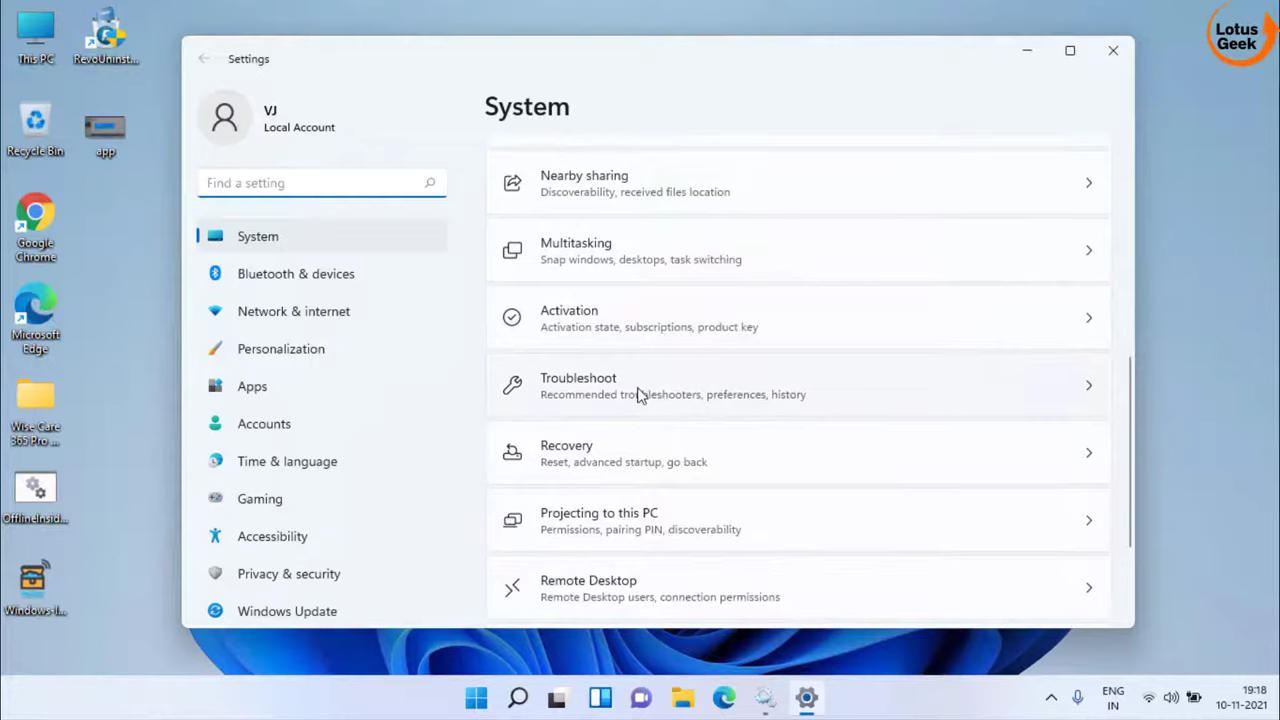 Lotus
Geek
This PC
RevoUninst...
Recycle Bin
app
Google
Chrome
Microsoft
Edge
Wise Care
365 Pro ...
OfflineInsid...
Windows-I...
Settings
VJ
Local Account
Find a setting
System
Bluetooth & devices
Network & internet
Personalization
Apps
Accounts
Time & language
Gaming
Accessibility
Privacy & security
Windows Update
System
Nearby sharing
Discoverability, received files location
Multitasking
Snap windows, desktops, task switching
Activation
Activation state, subscriptions, product key
Troubleshoot
Recommended troubleshooters, preferences, history
Recovery
Reset, advanced startup, go back
Projecting to this PC
Permissions, pairing PIN, discoverability
Remote Desktop
Remote Desktop users, connection permissions
ENG
IN
19:18
10-11-2021